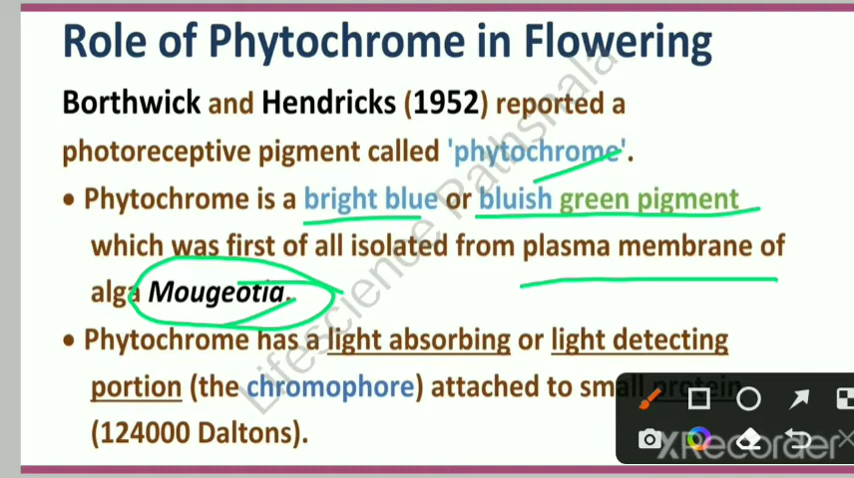 Role of Phytochrome in Flowering
Borthwick and Hendricks (1952) reported a
photoreceptive pigment called 'phytochrome'.
• Phytochrome is a bright blue or bluish green pigment
which was first of all isolated from plasma membrane of
alga Mougeotia.
• Phytochrome has a light absorbing or light detecting
portion (the chromophore) attached to small protein
(124000 Daltons).
Lifescience Pathshala
XRecorder